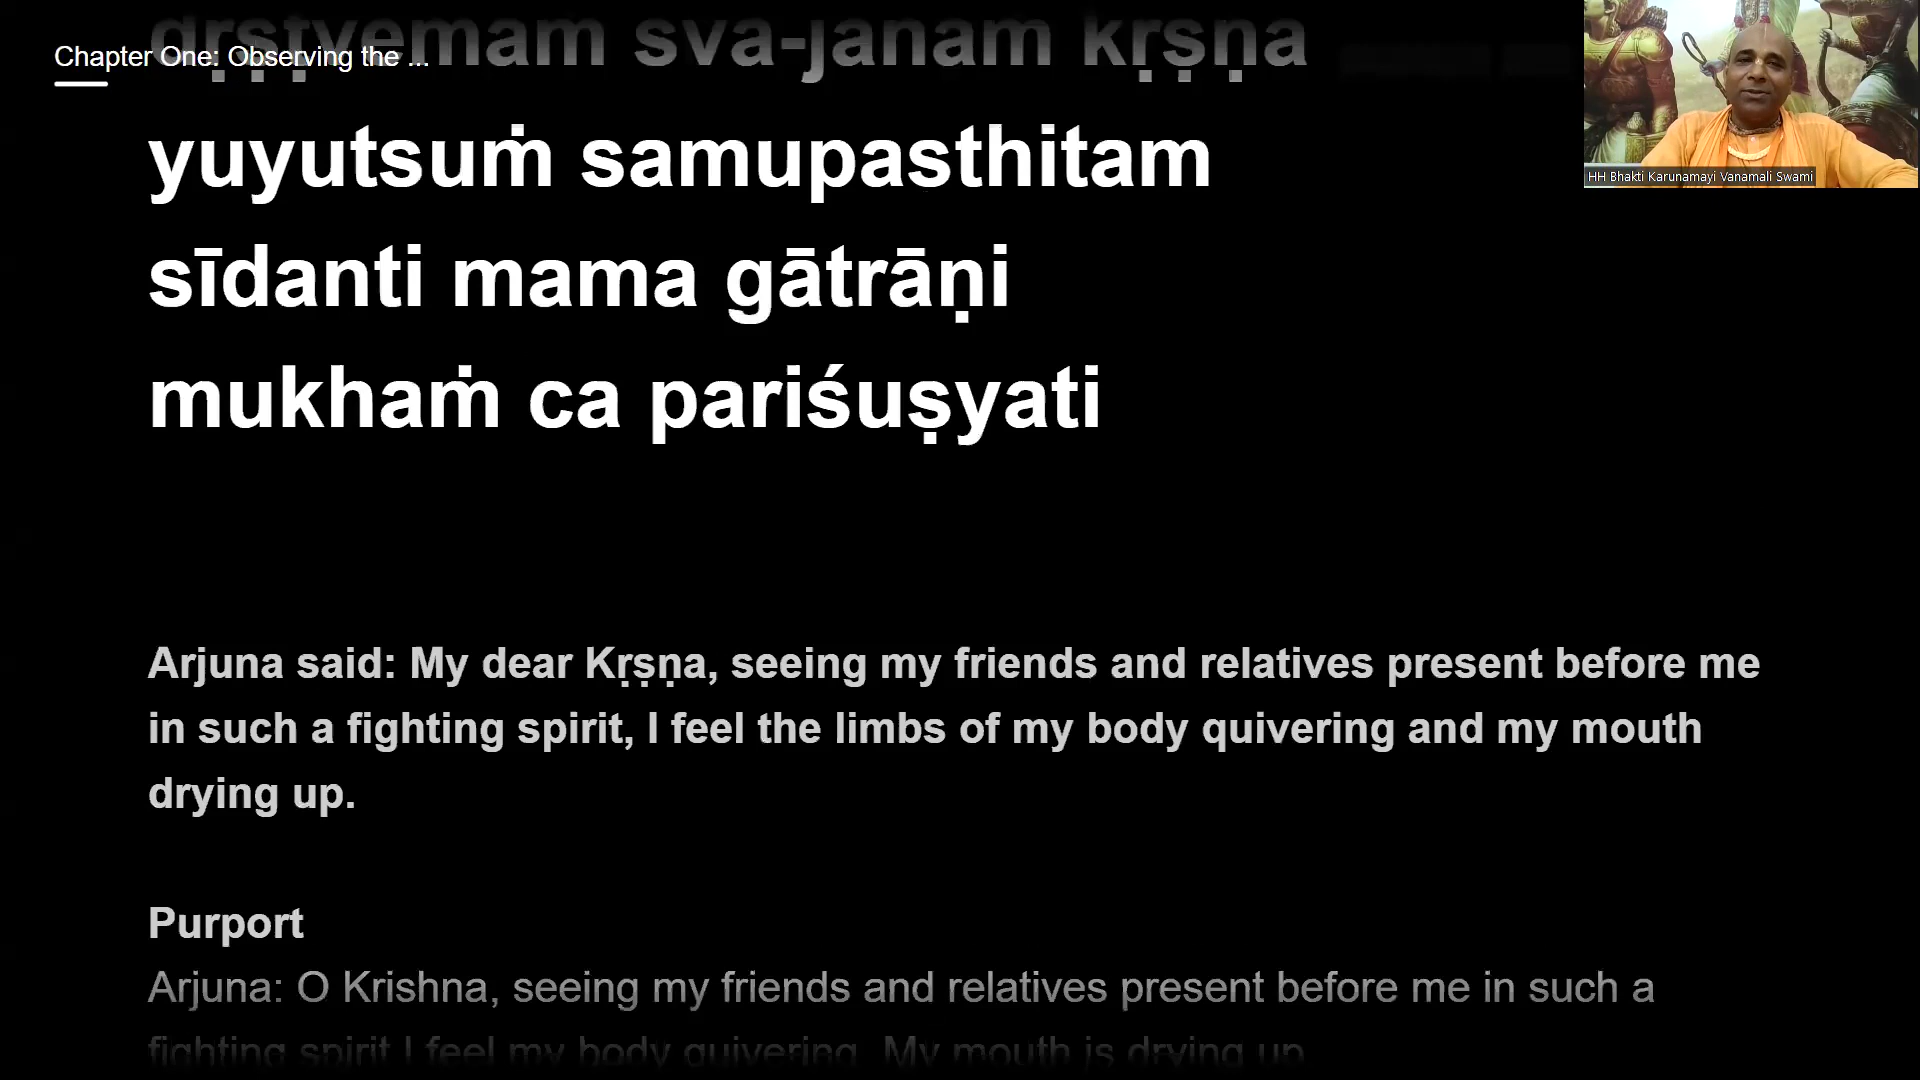 Chapter One: Observing the ...
dṛṣṭvemaṁ sva-janaṁ kṛṣṇa
yuyutsuṁ samupasthitam
sīdanti mama gātrāṇi
mukhaṁ ca pariśuṣyati
HH Bhakti Karunamayi Vanamali Swami
Arjuna said: My dear Kṛṣṇa, seeing my friends and relatives present before me
in such a fighting spirit, I feel the limbs of my body quivering and my mouth
drying up.
Purport
Arjuna: O Krishna, seeing my friends and relatives present before me in such a
fighting spirit I feel my body quivering. My mouth is drying up